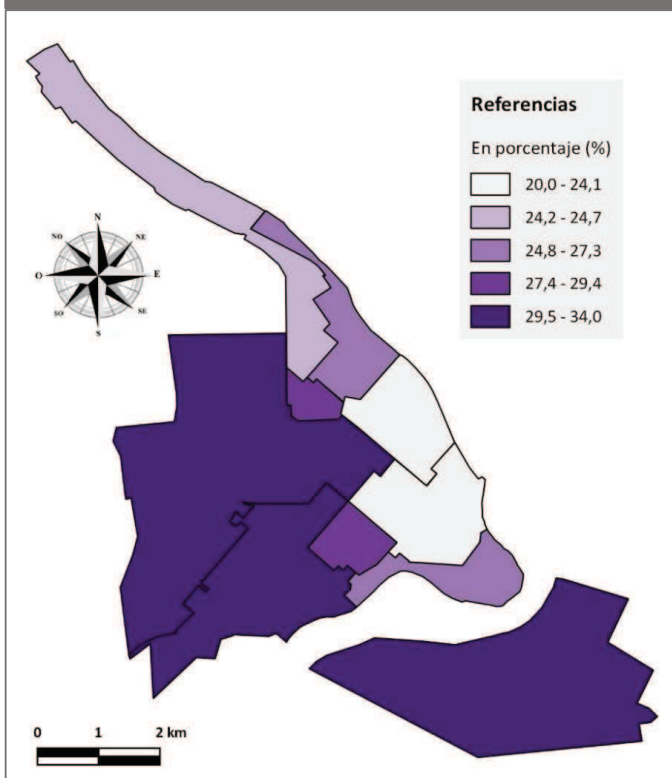 Referencias
En porcentaje (%)
20,0 - 24,1
24,2 - 24,7
24,8 - 27,3
27,4 - 29,4
29,5 - 34,0
N
NO NE
O E
SO SE
S
0 1 2 km